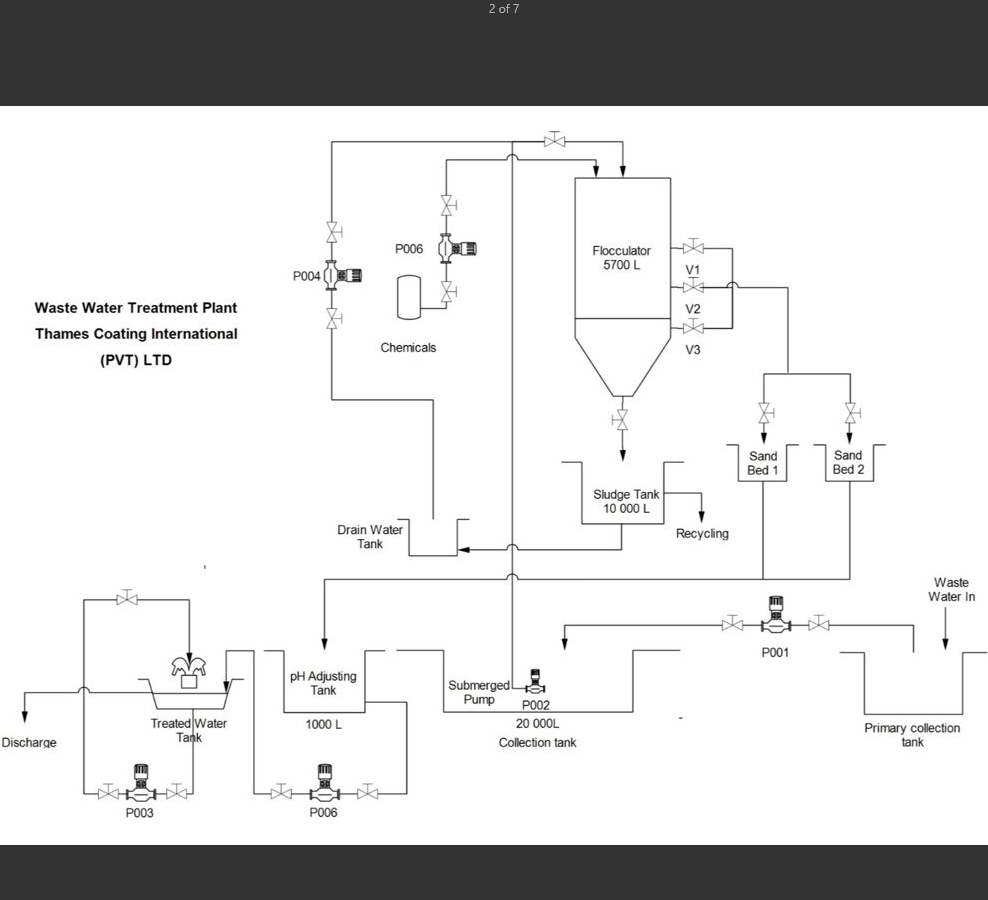 2 of 7
P006
P004
Flocculator
5700 L
V1
V2
V3
Waste Water Treatment Plant
Thames Coating International
(PVT) LTD
Chemicals
Sand
Bed 1
Sand
Bed 2
Sludge Tank
10 000 L
Recycling
Drain Water
Tank
Waste
Water In
P001
pH Adjusting
Tank
1000 L
Submerged
Pump
P002
20 000L
Collection tank
Primary collection
tank
Treated Water
Tank
Discharge
P003
P006